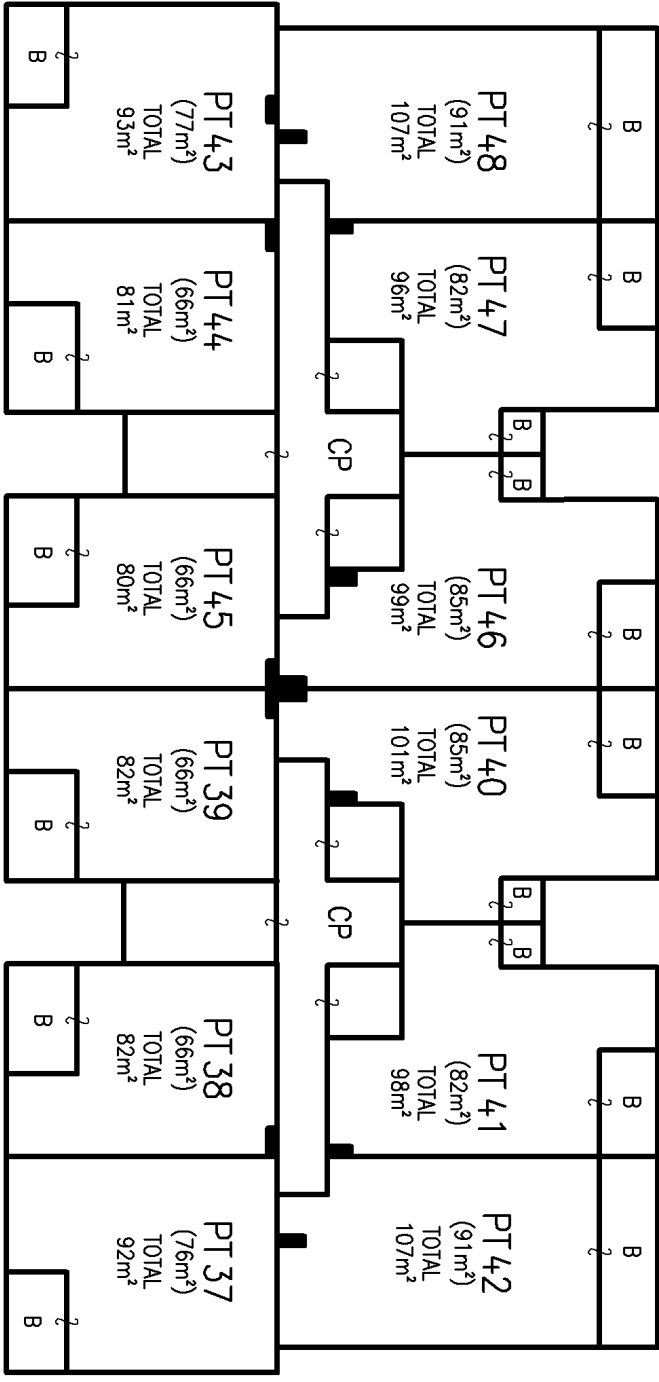 B
B
B
B
B
B
B
B
B
B
PT 48
(91m²)
TOTAL
107m²
PT 47
(82m²)
TOTAL
96m²
PT 46
(85m²)
TOTAL
99m²
PT 40
(85m²)
TOTAL
101m²
PT 41
(82m²)
TOTAL
98m²
PT 42
(91m²)
TOTAL
107m²
CP
CP
PT 43
(77m²)
TOTAL
93m²
PT 44
(66m²)
TOTAL
81m²
PT 45
(66m²)
TOTAL
80m²
PT 39
(66m²)
TOTAL
82m²
PT 38
(66m²)
TOTAL
82m²
PT 37
(76m²)
TOTAL
92m²
B
B
B
B
B
B